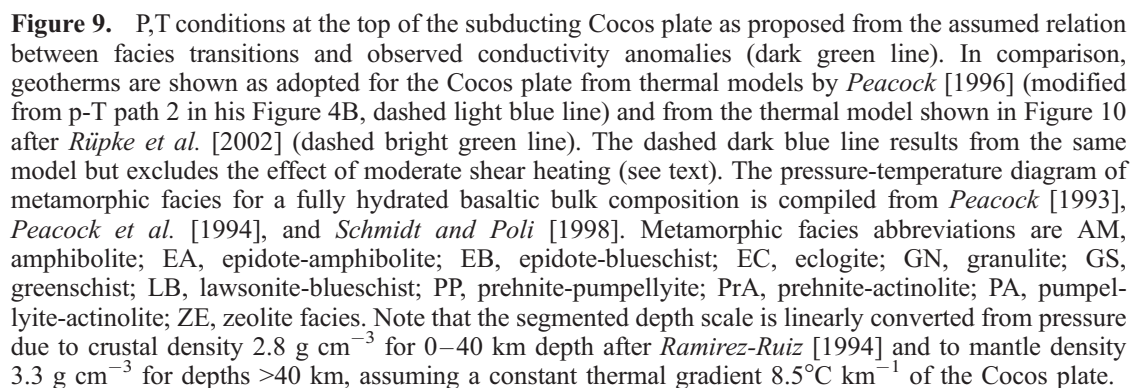 Figure 9. P,T conditions at the top of the subducting Cocos plate as proposed from the assumed relation
between facies transitions and observed conductivity anomalies (dark green line). In comparison,
geotherms are shown as adopted for the Cocos plate from thermal models by Peacock [1996] (modified
from p-T path 2 in his Figure 4B, dashed light blue line) and from the thermal model shown in Figure 10
after Rüpke et al. [2002] (dashed bright green line). The dashed dark blue line results from the same
model but excludes the effect of moderate shear heating (see text). The pressure-temperature diagram of
metamorphic facies for a fully hydrated basaltic bulk composition is compiled from Peacock [1993],
Peacock et al. [1994], and Schmidt and Poli [1998]. Metamorphic facies abbreviations are AM,
amphibolite; EA, epidote-amphibolite; EB, epidote-blueschist; EC, eclogite; GN, granulite; GS,
greenschist; LB, lawsonite-blueschist; PP, prehnite-pumpellyite; PrA, prehnite-actinolite; PA, pumpel-
lyite-actinolite; ZE, zeolite facies. Note that the segmented depth scale is linearly converted from pressure
due to crustal density 2.8 g cm⁻³ for 0–40 km depth after Ramirez-Ruiz [1994] and to mantle density
3.3 g cm⁻³ for depths >40 km, assuming a constant thermal gradient 8.5°C km⁻¹ of the Cocos plate.